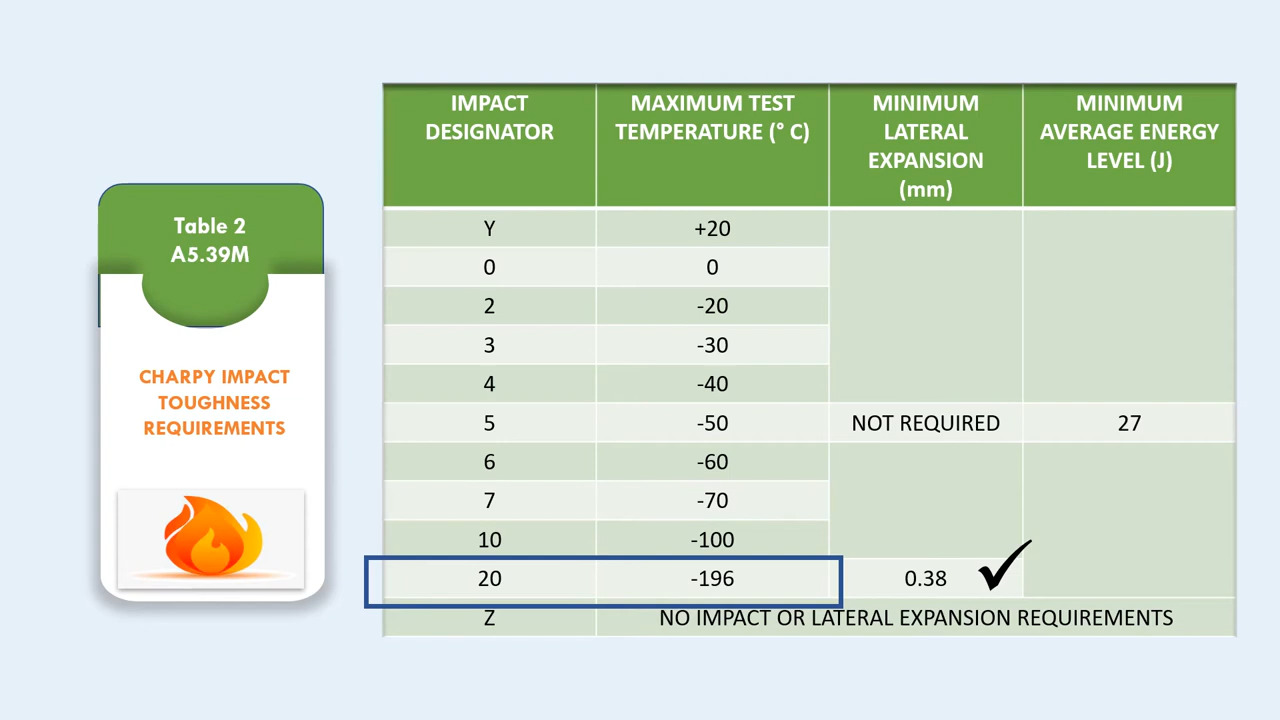 Table 2
A5.39M
CHARPY IMPACT
TOUGHNESS
REQUIREMENTS
IMPACT
DESIGNATOR
MAXIMUM TEST
TEMPERATURE (° C)
MINIMUM
LATERAL
EXPANSION
(mm)
MINIMUM
AVERAGE ENERGY
LEVEL (J)
Y +20
0 0
2 -20
3 -30
4 -40
5 -50 NOT REQUIRED 27
6 -60
7 -70
10 -100
20 -196 0.38
Z NO IMPACT OR LATERAL EXPANSION REQUIREMENTS